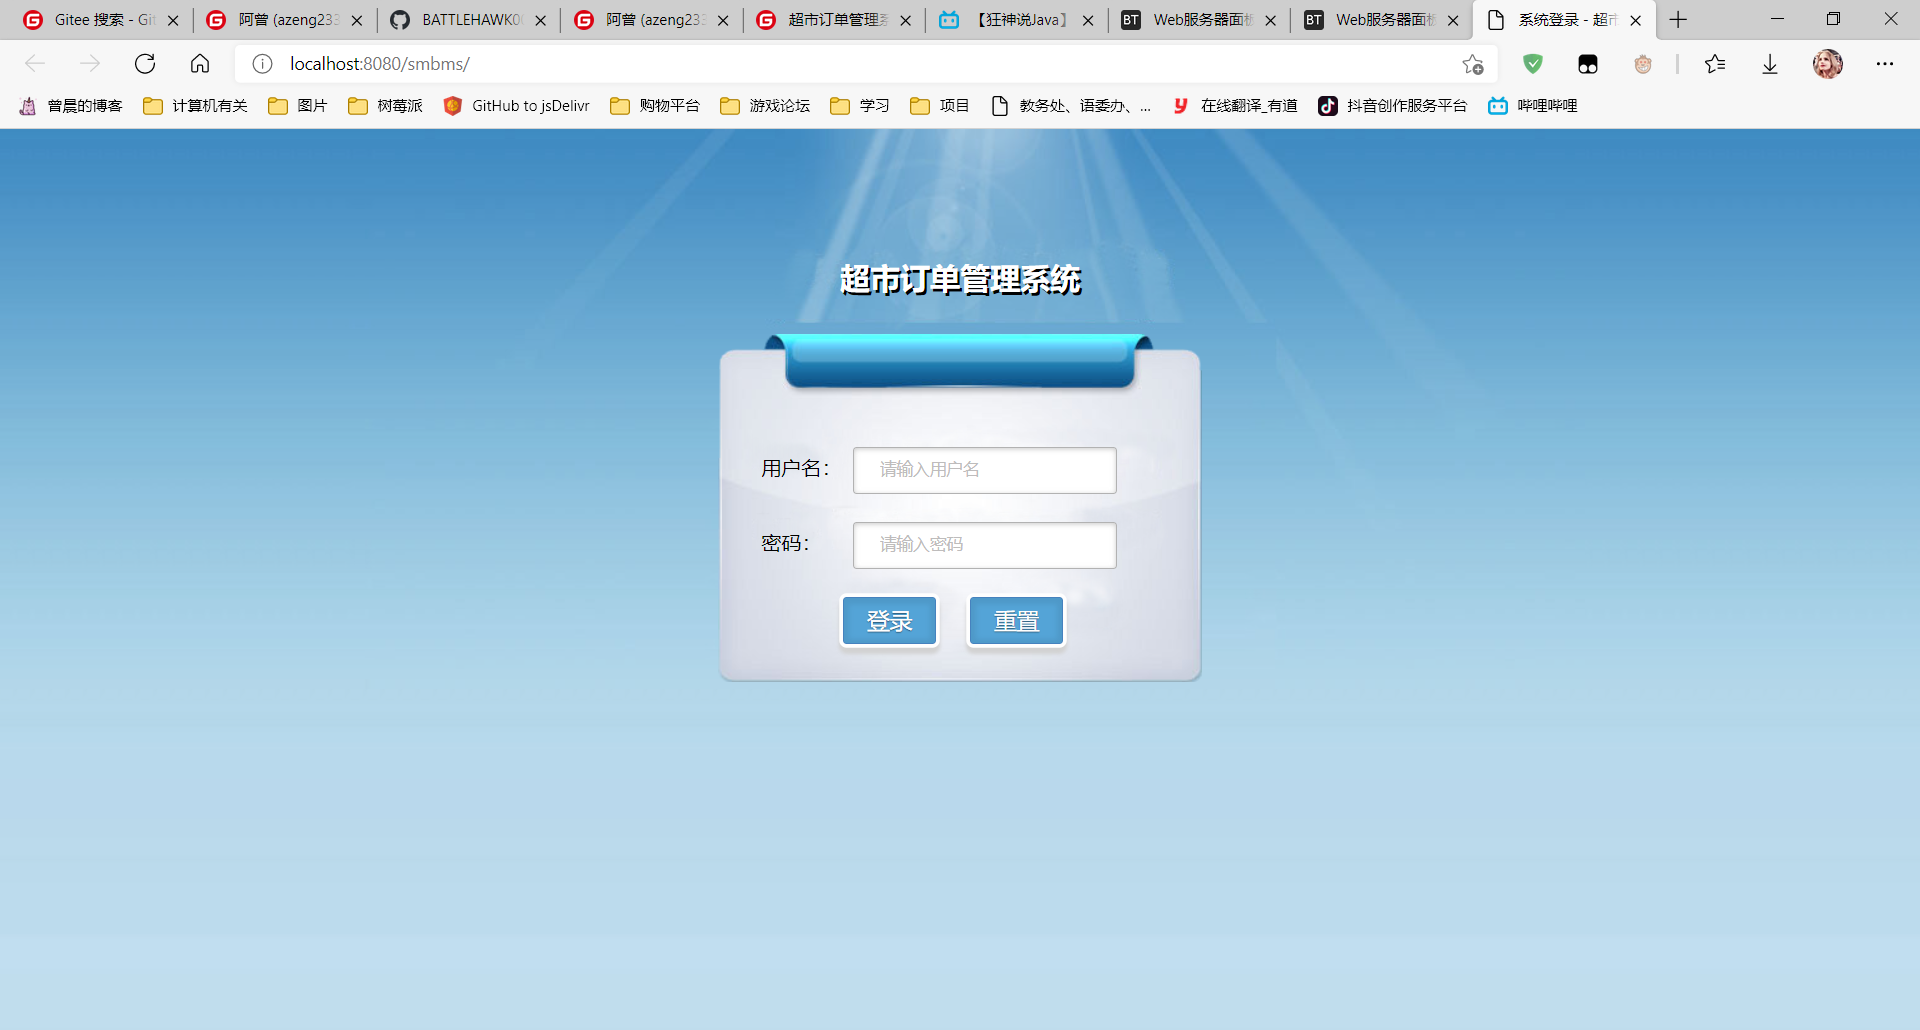 Gitee 搜索 - Git
阿曾 (azeng233
BATTLEHAWK00
阿曾 (azeng233
超市订单管理系
【狂神说Java】
Web服务器面板
Web服务器面板
系统登录 - 超市
localhost:8080/smbms/
曾晨的博客 计算机有关 图片 树莓派 GitHub to jsDelivr 购物平台 游戏论坛 学习 项目 教务处、语委办、... 在线翻译_有道 抖音创作服务平台 哔哩哔哩
超市订单管理系统
用户名： 请输入用户名
密码： 请输入密码
登录 重置